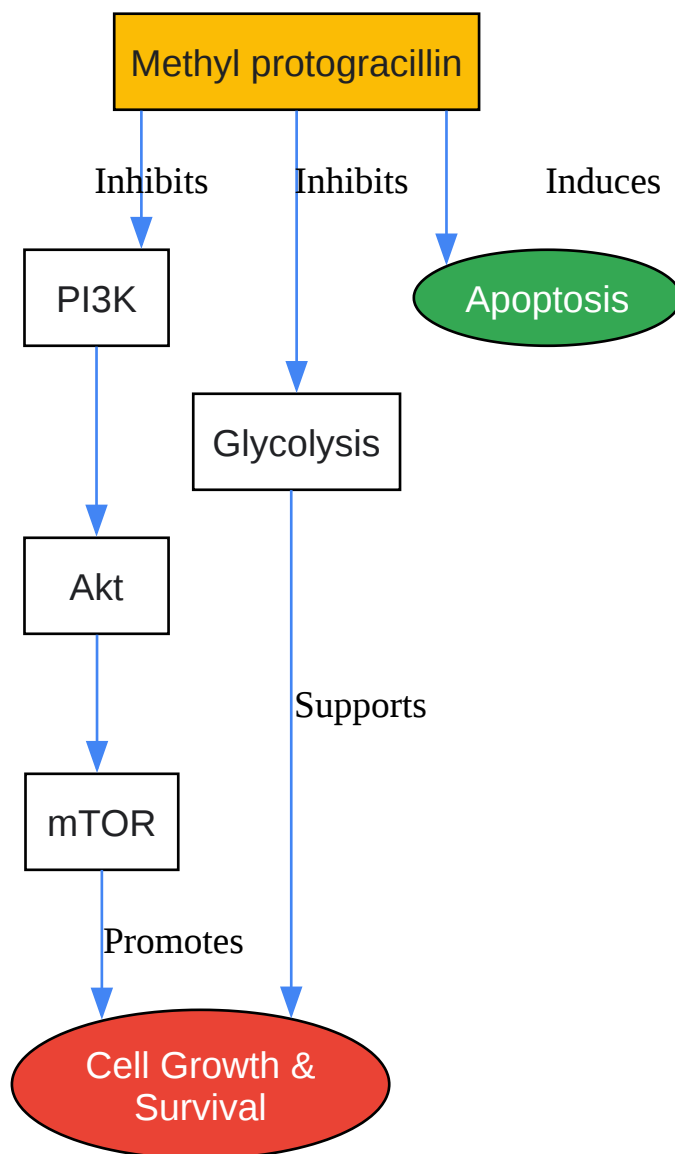 Methyl protogracillin
Inhibits
Inhibits
Induces
PI3K
Apoptosis
Glycolysis
Akt
Supports
mTOR
Promotes
Cell Growth &
Survival